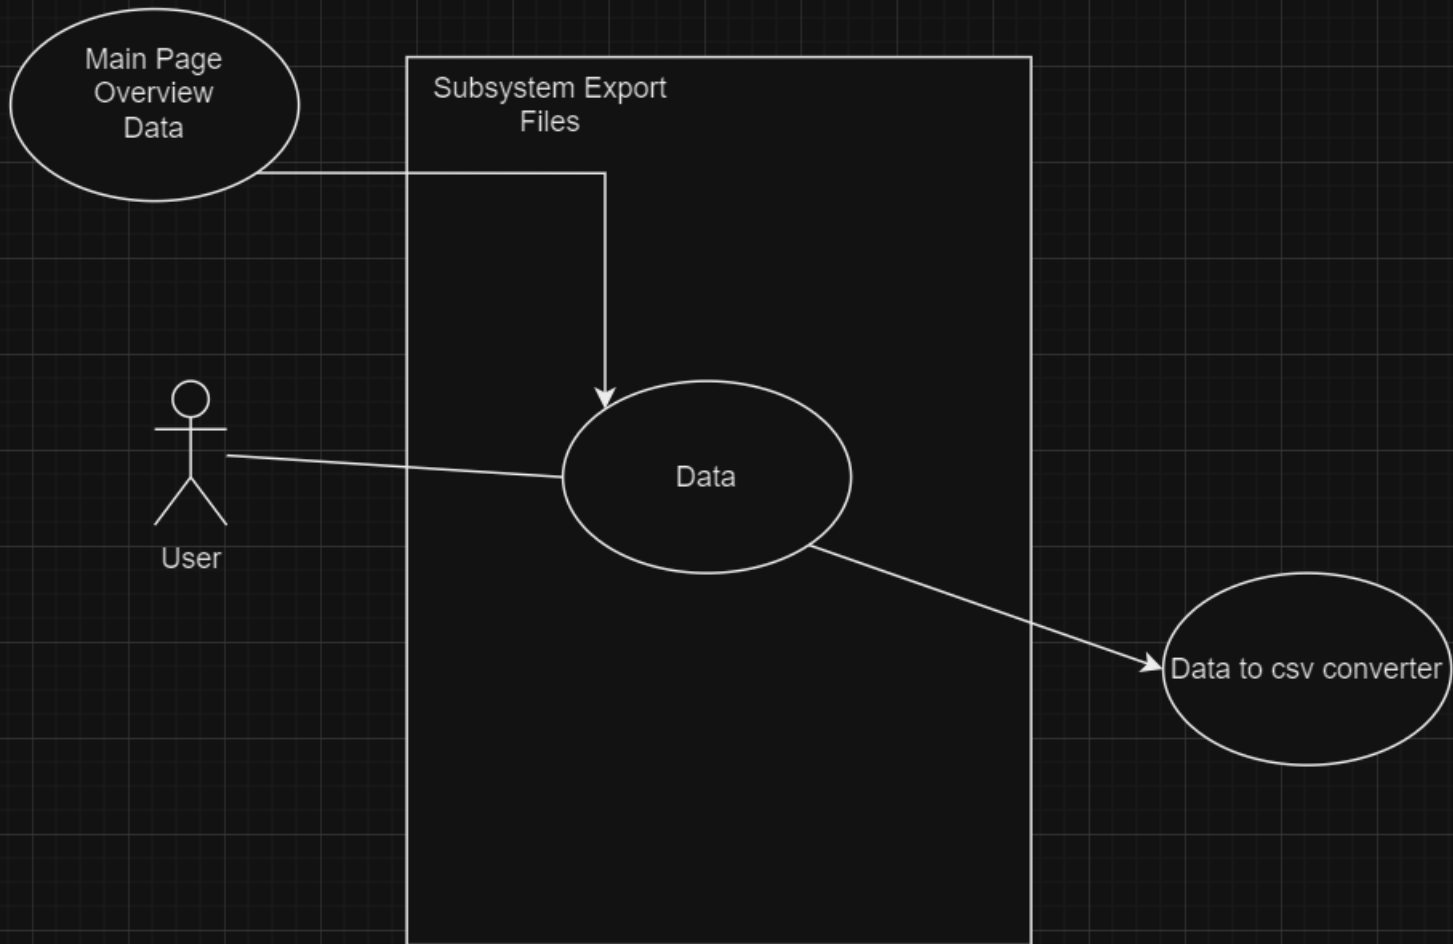 Main Page
Overview
Data
Subsystem Export
Files
Data
User
Data to csv converter